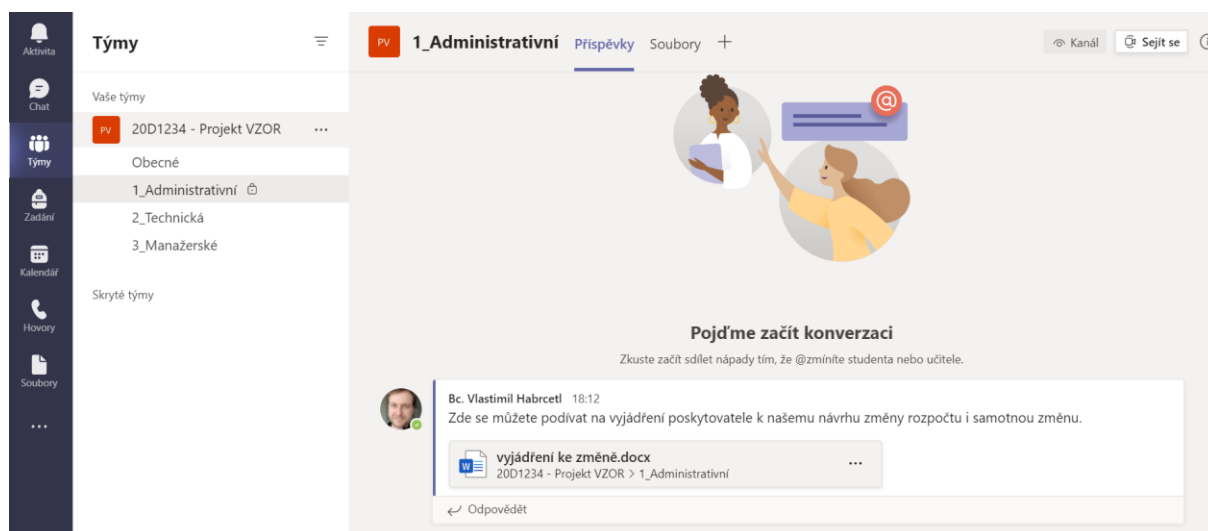 Aktivita
Chat
Týmy
Zadání
Kalendář
Hovory
Soubory
Týmy
Vaše týmy
PV 20D1234 - Projekt VZOR
Obecné
1_Administrativní
2_Technická
3_Manažerské
Skryté týmy
PV 1_Administrativní Příspěvky Soubory Kanál Sejít se
@
Pojďme začít konverzaci
Zkuste začít sdílet nápady tím, že @zmíníte studenta nebo učitele.
Bc. Vlastimil Habrcetl 18:12
Zde se můžete podívat na vyjádření poskytovatele k našemu návrhu změny rozpočtu i samotnou změnu.
W vyjádření ke změně.docx
20D1234 - Projekt VZOR > 1_Administrativní
Odpovědět